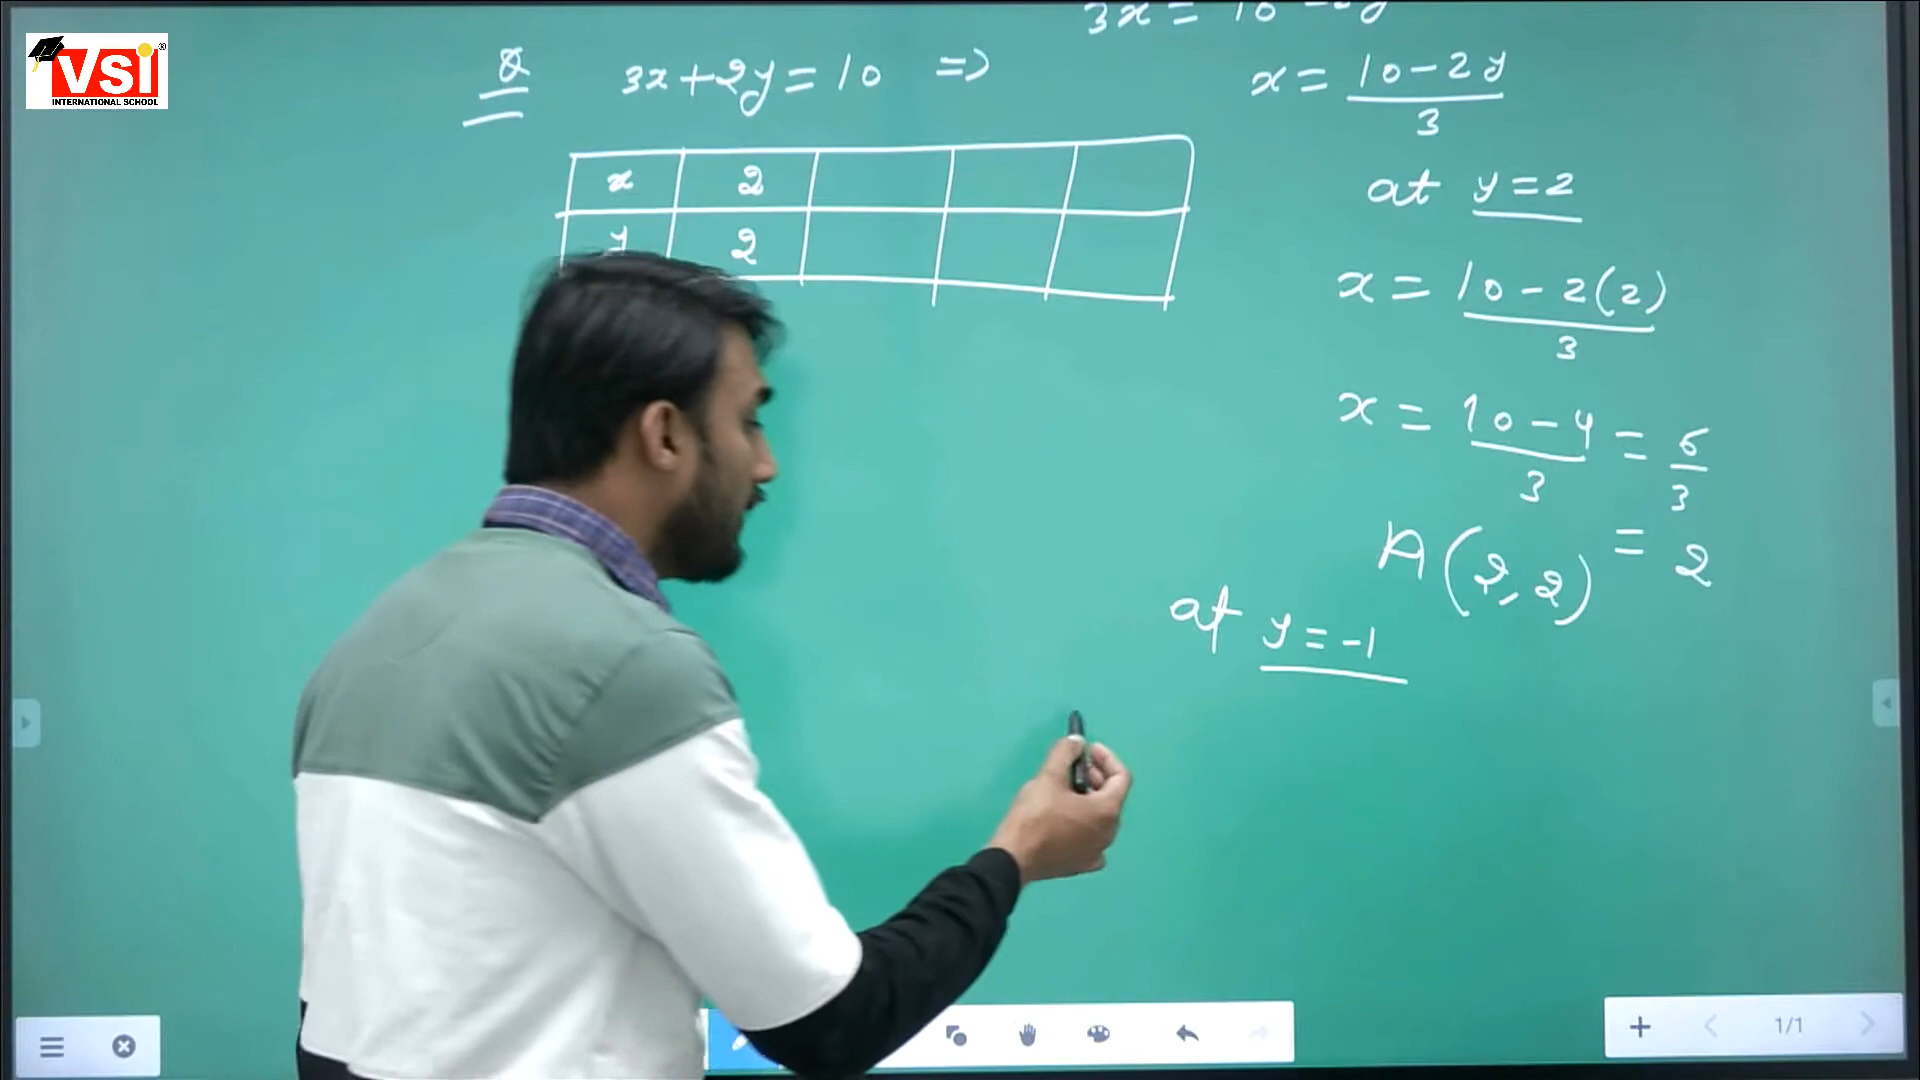 VSI®
INTERNATIONAL SCHOOL
3x = 10 - 2y
Q 3x + 2y = 10 =>
x = (10 - 2y)/3
x 2
y 2
at y = 2
x = (10 - 2(2))/3
x = (10 - 4)/3 = 6/3
= 2
A(2, 2)
at y = -1
1/1